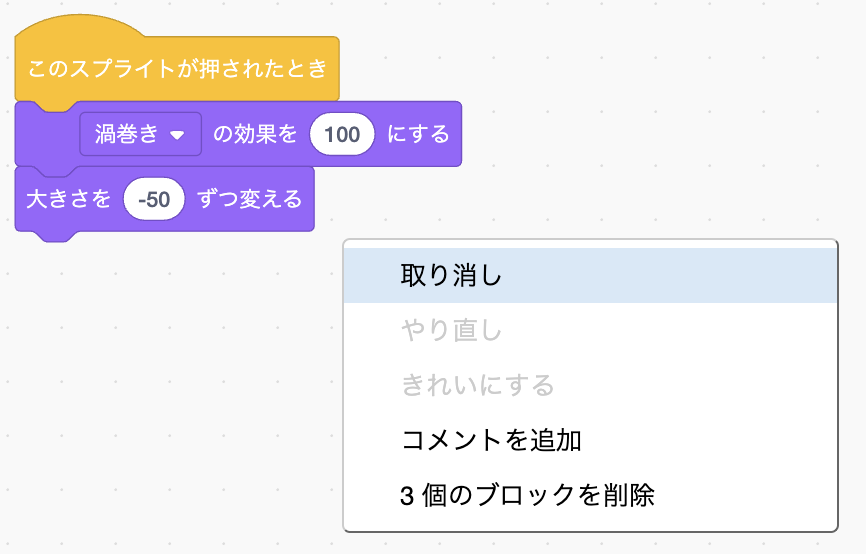 このスプライトが押されたとき
渦巻き の効果を 100 にする
大きさを -50 ずつ変える
取り消し
やり直し
きれいにする
コメントを追加
3 個のブロックを削除